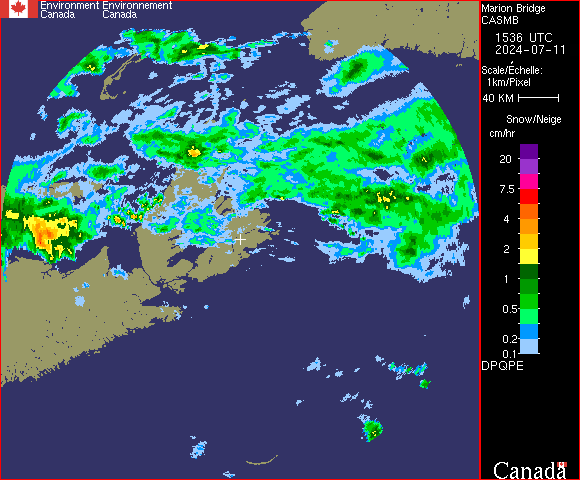 Environment Environnement
Canada Canada
Marion Bridge
CASMB
1536 UTC
2024-07-11
Scale/Echelle:
1km/Pixel
40 KM
Snow/Neige
cm/hr
20
7.5
4
2
1
0.5
0.2
0.1
DPQPE
Canada